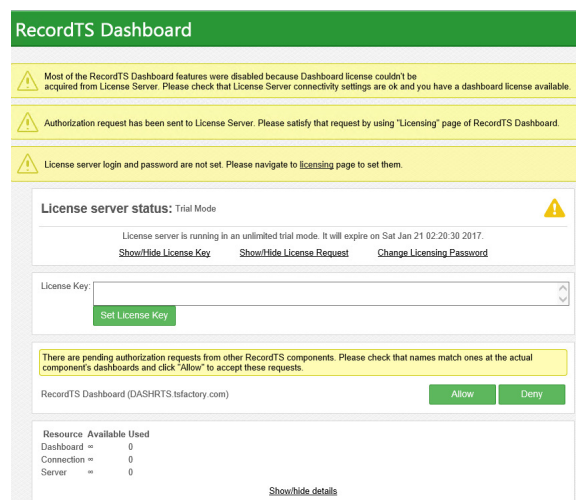 RecordTS Dashboard
Most of the RecordTS Dashboard features were disabled because Dashboard license couldn't be
acquired from License Server. Please check that License Server connectivity settings are ok and you have a dashboard license available.
Authorization request has been sent to License Server. Please satisfy that request by using "Licensing" page of RecordTS Dashboard.
License server login and password are not set. Please navigate to licensing page to set them.
License server status: Trial Mode
License server is running in an unlimited trial mode. It will expire on Sat Jan 21 02:20:30 2017.
Show/Hide License Key Show/Hide License Request Change Licensing Password
License Key:
Set License Key
There are pending authorization requests from other RecordTS components. Please check that names match ones at the actual
component's dashboards and click "Allow" to accept these requests.
RecordTS Dashboard (DASHRTS.tsfactory.com) Allow Deny
Resource Available Used
Dashboard ∞ 0
Connection ∞ 0
Server ∞ 0
Show/hide details